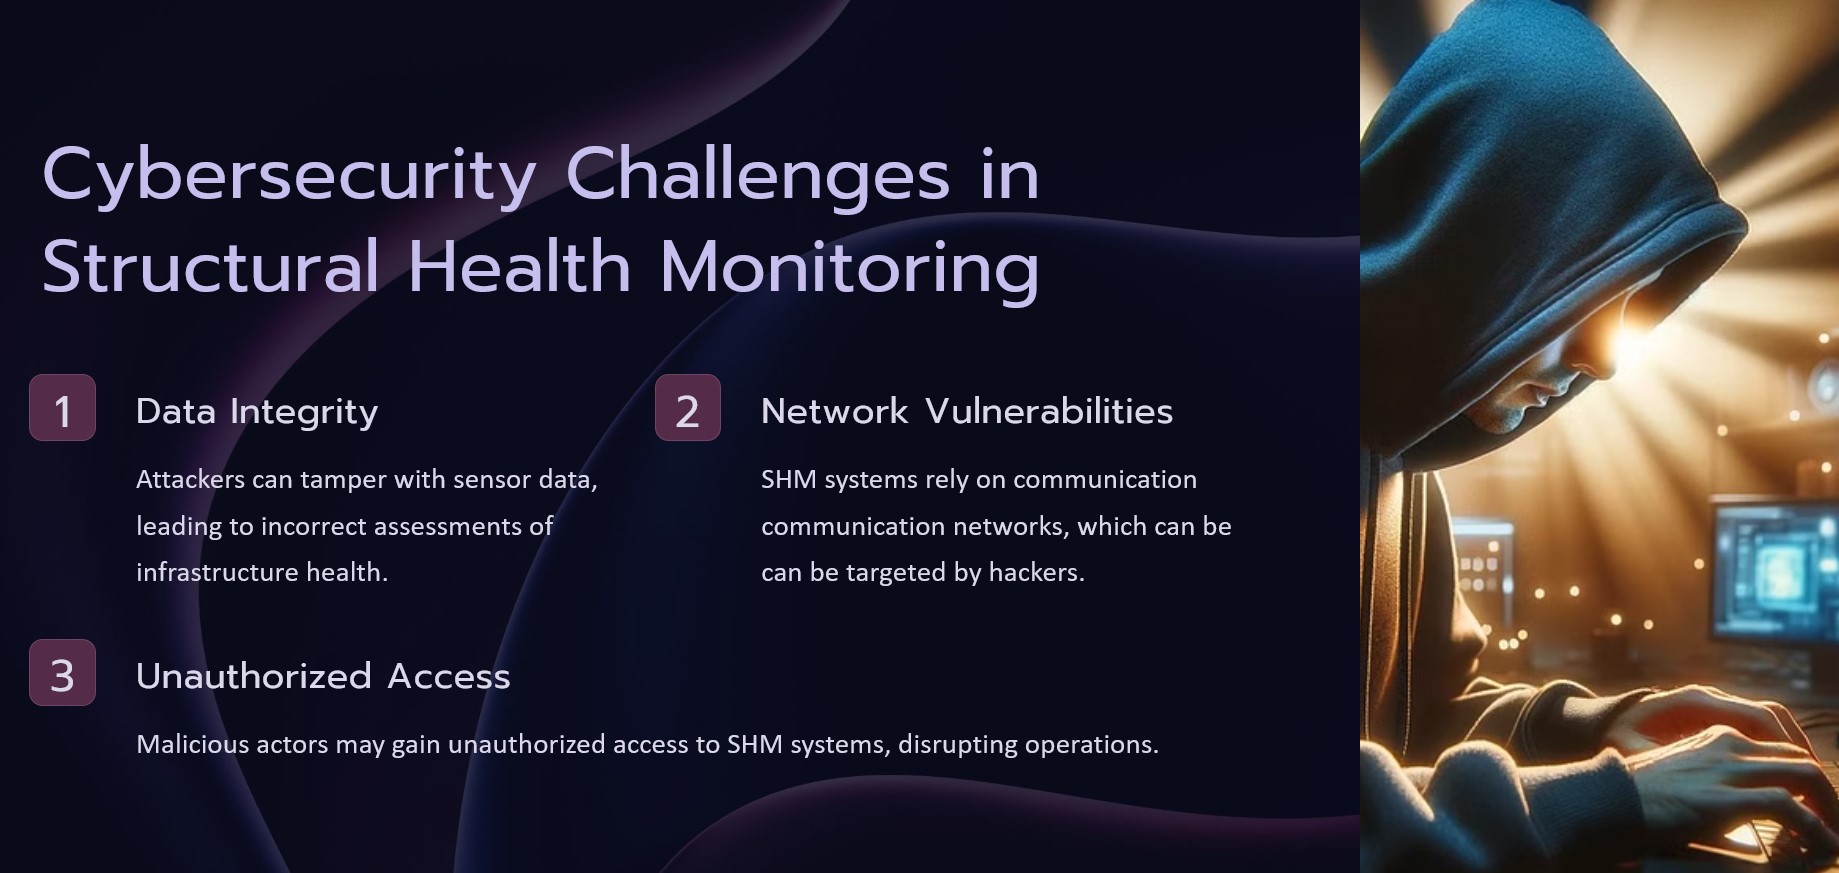 Cybersecurity Challenges in
Structural Health Monitoring
1
Data Integrity
Attackers can tamper with sensor data,
leading to incorrect assessments of
infrastructure health.
2
Network Vulnerabilities
SHM systems rely on communication
communication networks, which can be
can be targeted by hackers.
3
Unauthorized Access
Malicious actors may gain unauthorized access to SHM systems, disrupting operations.